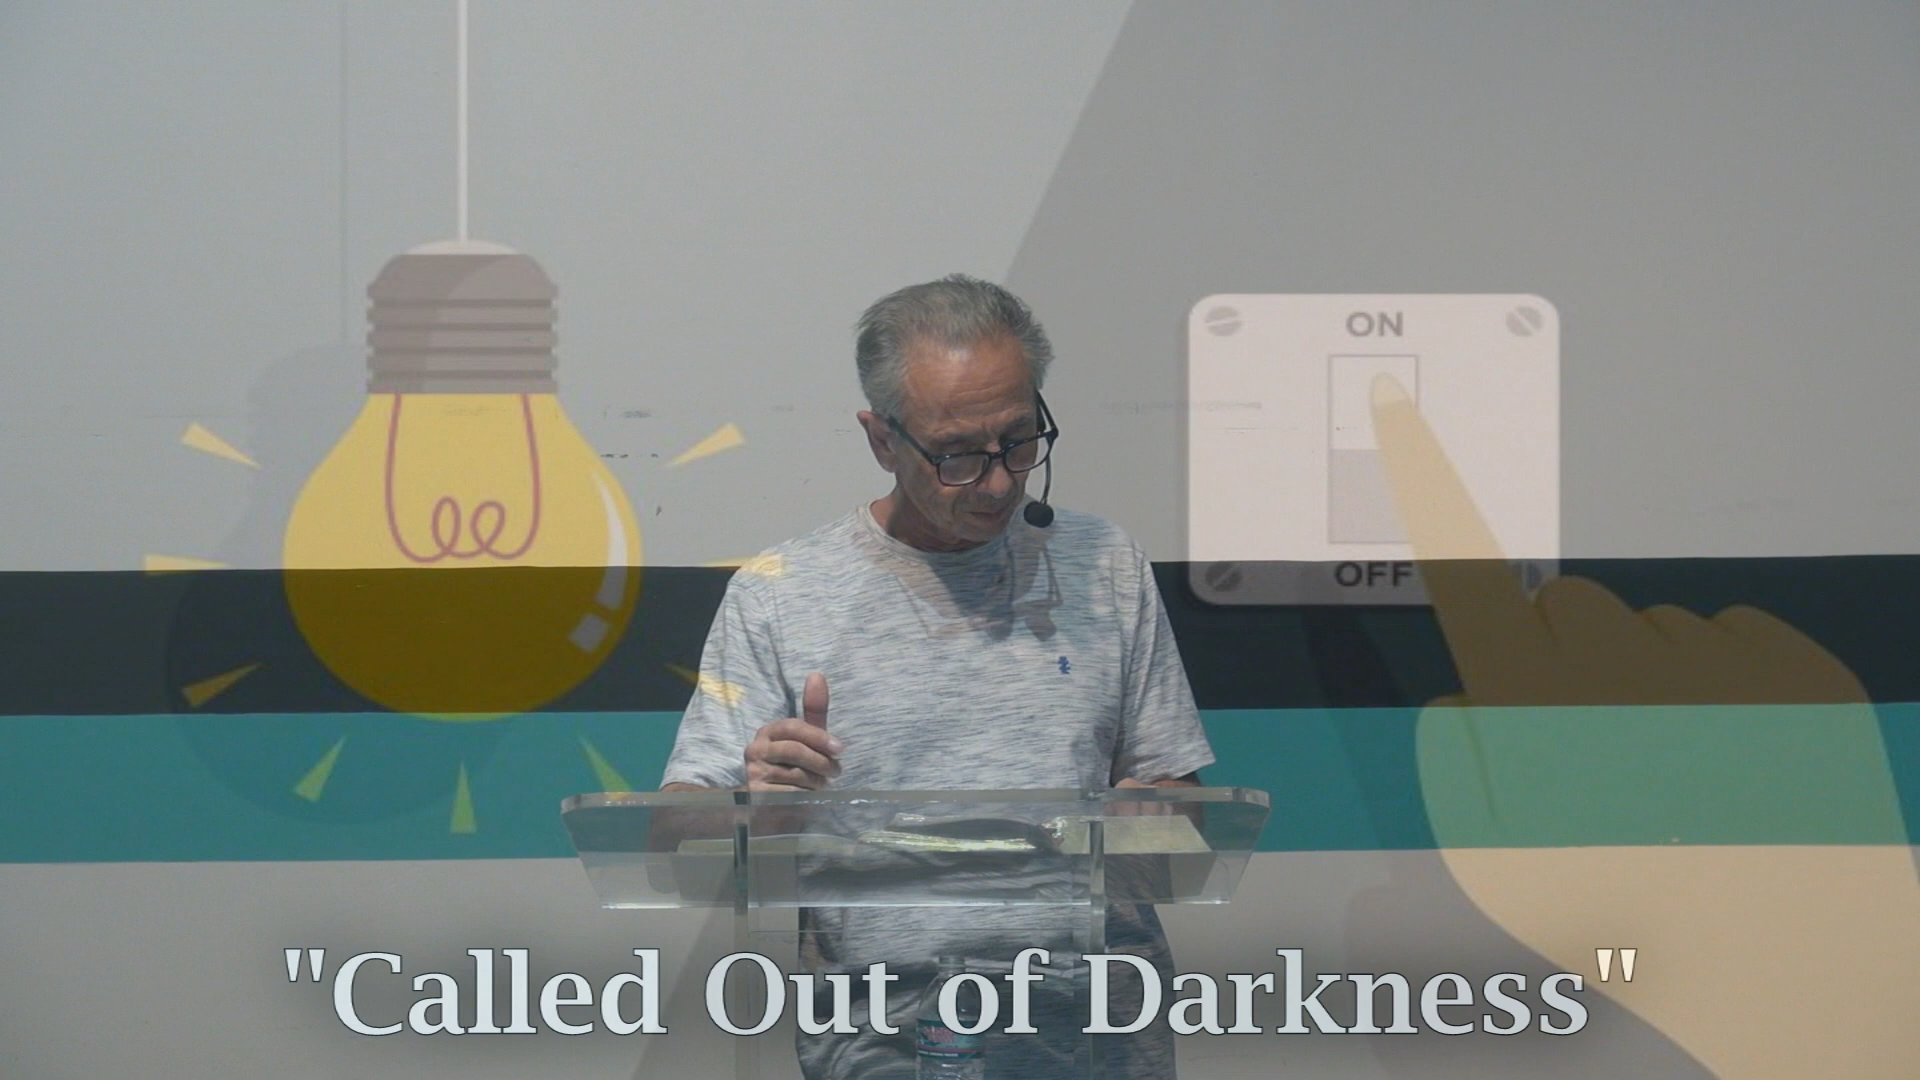 ON
OFF
"Called Out of Darkness"